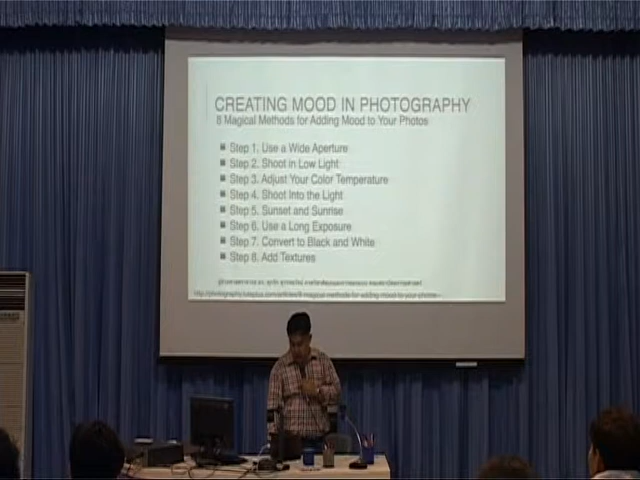 CREATING MOOD IN PHOTOGRAPHY
8 Magical Methods for Adding Mood to Your Photos
Step 1. Use a Wide Aperture
Step 2. Shoot in Low Light
Step 3. Adjust Your Color Temperature
Step 4. Shoot Into the Light
Step 5. Sunset and Sunrise
Step 6. Use a Long Exposure
Step 7. Convert to Black and White
Step 8. Add Textures